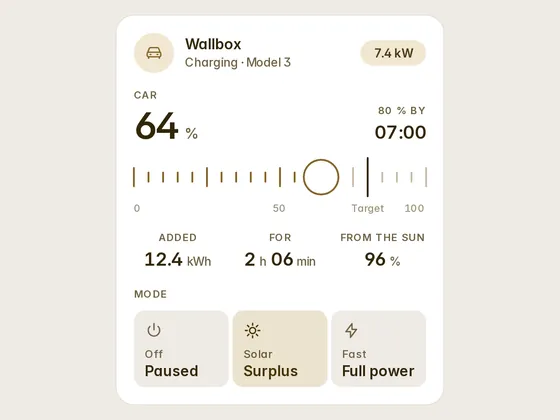 Wallbox
Charging · Model 3
7.4 kW
CAR
64 %
80 % BY
07:00
0 50 Target 100
ADDED FOR FROM THE SUN
12.4 kWh 2 h 06 min 96 %
MODE
Off
Paused
Solar
Surplus
Fast
Full power